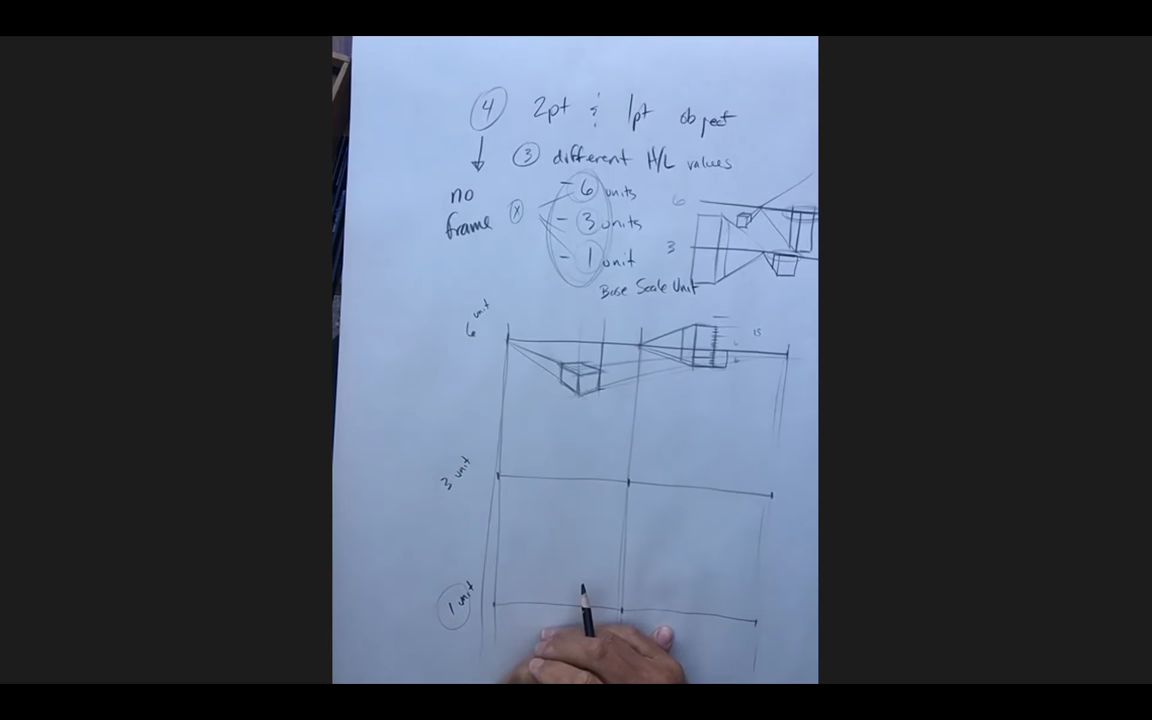 ④ 2pt & 1pt object
③ different H/L values
no frame
- 6 units
- 3 units
- 1 unit
Base Scale Unit
6
3
6 unit
15
3 unit
1 unit